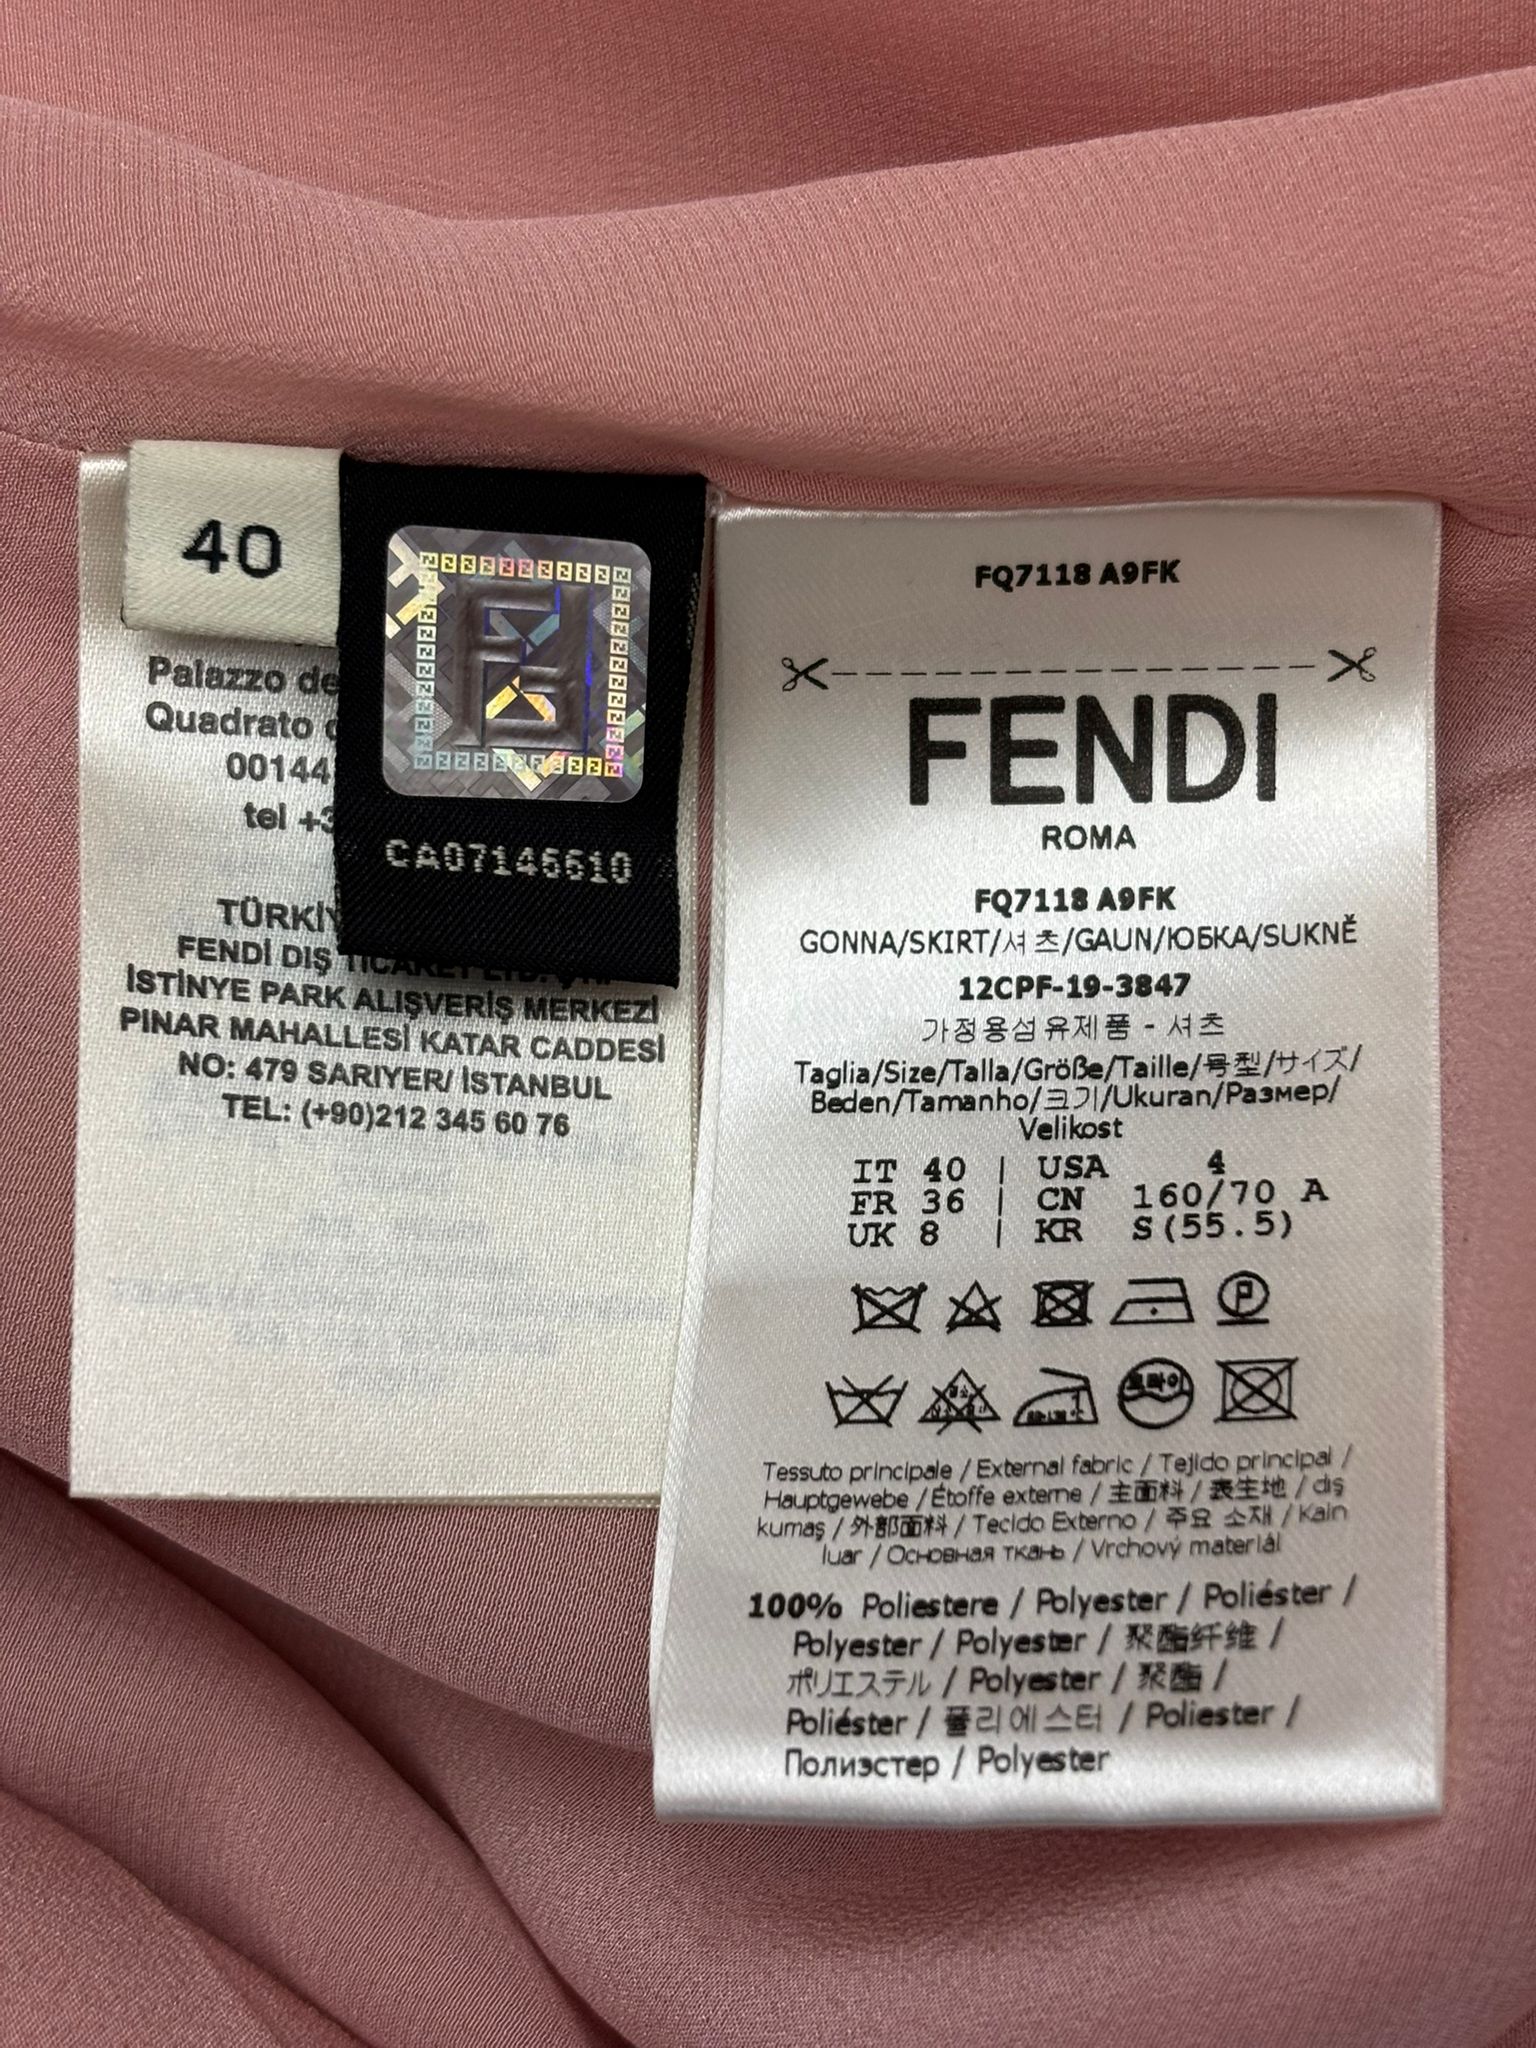 40
Palazzo de
Quadrato
00144
tel +3
TÜRKİY
FENDİ DIŞ TİCARET LTD. ŞTİ.
İSTİNYE PARK ALIŞVERİŞ MERKEZİ
PINAR MAHALLESİ KATAR CADDESİ
NO: 479 SARIYER/ İSTANBUL
TEL: (+90)212 345 60 76
CA07146610
FQ7118 A9FK
FENDI
ROMA
FQ7118 A9FK
GONNA/SKIRT/셔츠/GAUN/ЮБКА/SUKNĚ
12CPF-19-3847
가정용섬유제품 - 셔츠
Taglia/Size/Talla/Größe/Taille/号型/サイズ/
Beden/Tamanho/크기/Ukuran/Размер/
Velikost
IT 40 | USA 4
FR 36 | CN 160/70 A
UK 8 | KR S(55.5)
P
드라이
Tessuto principale / External fabric / Tejido principal /
Hauptgewebe / Étoffe externe / 主面料 / 表生地 / dış
kumaş / 外部面料 / Tecido Externo / 주요 소재 / Kain
luar / Основная ткань / Vrchový materiál
100% Poliestere / Polyester / Poliéster /
Polyester / Polyester / 聚酯纤维 /
ポリエステル / Polyester / 聚酯 /
Poliéster / 폴리에스터 / Poliester /
Полиэстер / Polyester